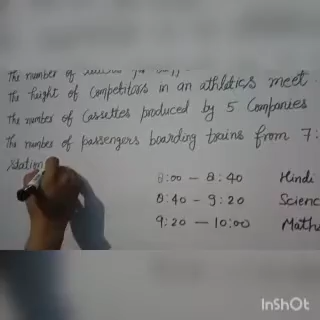 The number of
The height of Competitors in an athletics meet.
The number of Cassettes produced by 5 Companies
The number of passengers boarding trains from 7:
station
8:00 - 8:40 Hindi
8:40 - 9:20 Scienc
9:20 - 10:00 Maths
InShOt